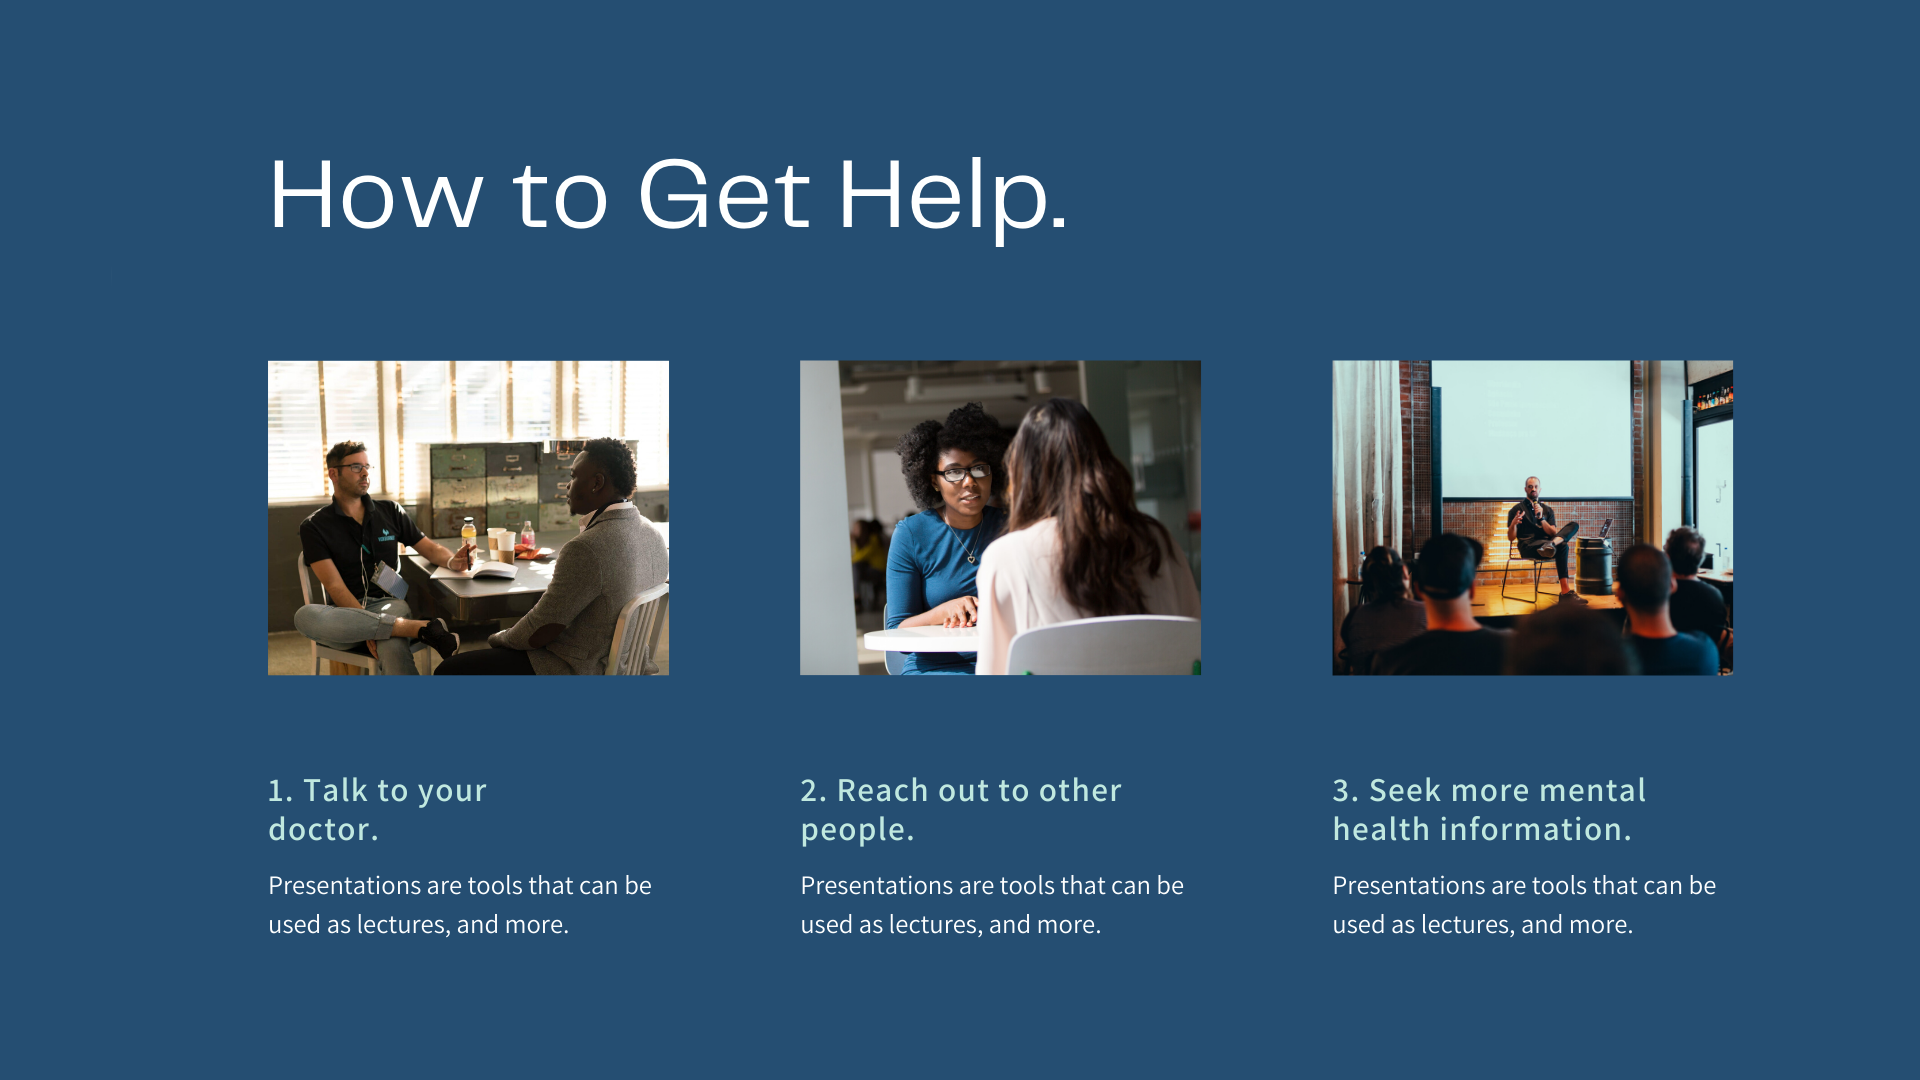 How to Get Help.
1. Talk to your
doctor.
Presentations are tools that can be
used as lectures, and more.
2. Reach out to other
people.
Presentations are tools that can be
used as lectures, and more.
3. Seek more mental
health information.
Presentations are tools that can be
used as lectures, and more.